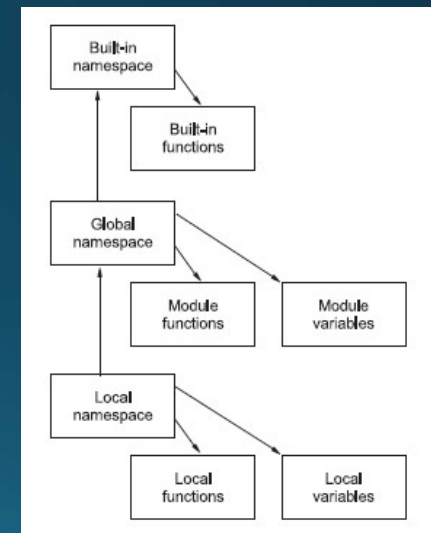 Built-in
namespace
Built-in
functions
Global
namespace
Module
functions
Module
variables
Local
namespace
Local
functions
Local
variables